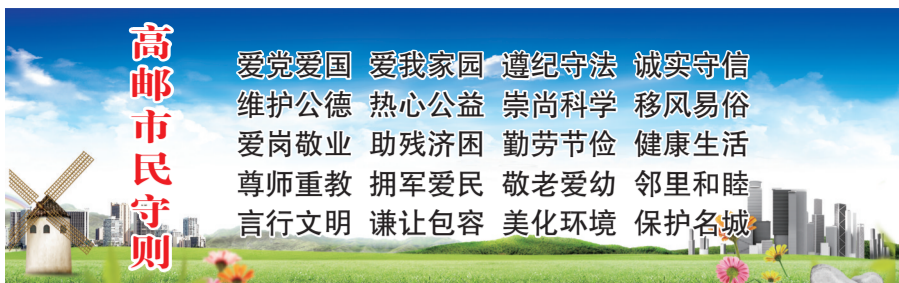 高邮市民守则
爱党爱国 爱我家园 遵纪守法 诚实守信
维护公德 热心公益 崇尚科学 移风易俗
爱岗敬业 助残济困 勤劳节俭 健康生活
尊师重教 拥军爱民 敬老爱幼 邻里和睦
言行文明 谦让包容 美化环境 保护名城